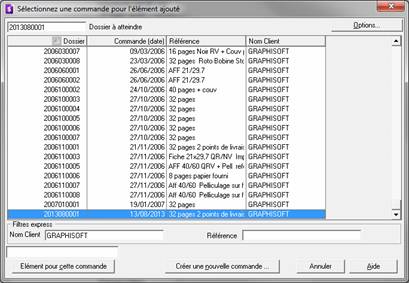 Sélectionnez une commande pour l'élément ajouté
2013080001 Dossier à atteindre Options...
Dossier Commande (date) Référence Nom Client
2006030007 09/03/2006 16 pages Noir RV + Couv p GRAPHISOFT
2006030008 23/03/2006 32 pages Roto Bobine Sto GRAPHISOFT
2006060001 26/06/2006 AFF 21/29.7 GRAPHISOFT
2006060002 26/06/2006 AFF 21/29.7 GRAPHISOFT
2006100002 24/10/2006 40 pages + couv GRAPHISOFT
2006100003 27/10/2006 32 pages GRAPHISOFT
2006100004 27/10/2006 32 pages GRAPHISOFT
2006100005 27/10/2006 32 pages GRAPHISOFT
2006100006 27/10/2006 32 pages GRAPHISOFT
2006100007 27/10/2006 32 pages GRAPHISOFT
2006110001 21/11/2006 32 pages 2 points de livrais GRAPHISOFT
2006110003 27/11/2006 Fiche 21x29,7 QR/NV Imp GRAPHISOFT
2006110005 27/11/2006 AFF 40/60 QRV + Pell refe GRAPHISOFT
2006110006 27/11/2006 8 pages papier fourni GRAPHISOFT
2006110007 27/11/2006 Aff 40/60 Pelliculage sur f GRAPHISOFT
2006110008 27/11/2006 Aff 40/60 Pelliculage sur f GRAPHISOFT
2007010001 19/01/2007 32 pages GRAPHISOFT
2013080001 13/08/2013 32 pages 2 points de livrais GRAPHISOFT
Filtres express
Nom Client GRAPHISOFT Référence
Elément pour cette commande Créer une nouvelle commande ... Annuler Aide